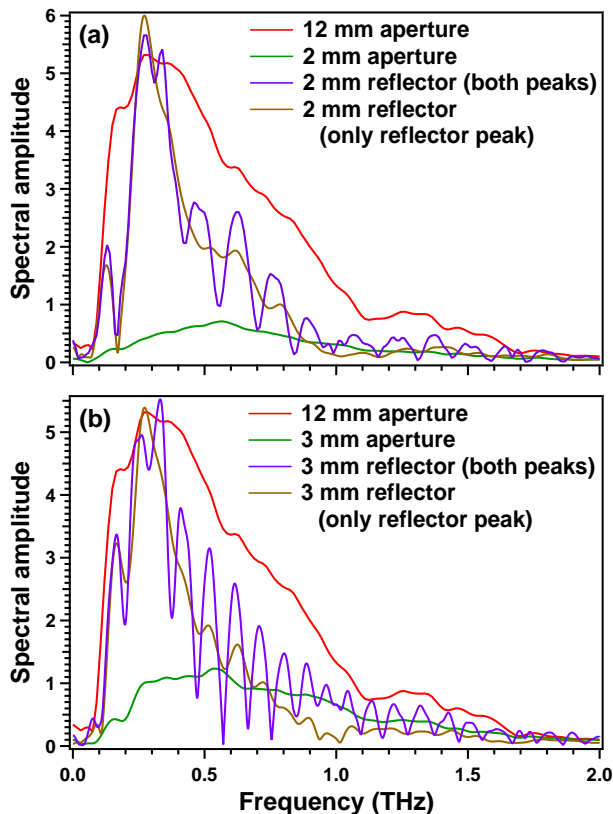 (a)
12 mm aperture
2 mm aperture
2 mm reflector (both peaks)
2 mm reflector
(only reflector peak)
Spectral amplitude
6
5
4
3
2
1
0
(b)
12 mm aperture
3 mm aperture
3 mm reflector (both peaks)
3 mm reflector
(only reflector peak)
Spectral amplitude
5
4
3
2
1
0
0.0 0.5 1.0 1.5 2.0
Frequency (THz)